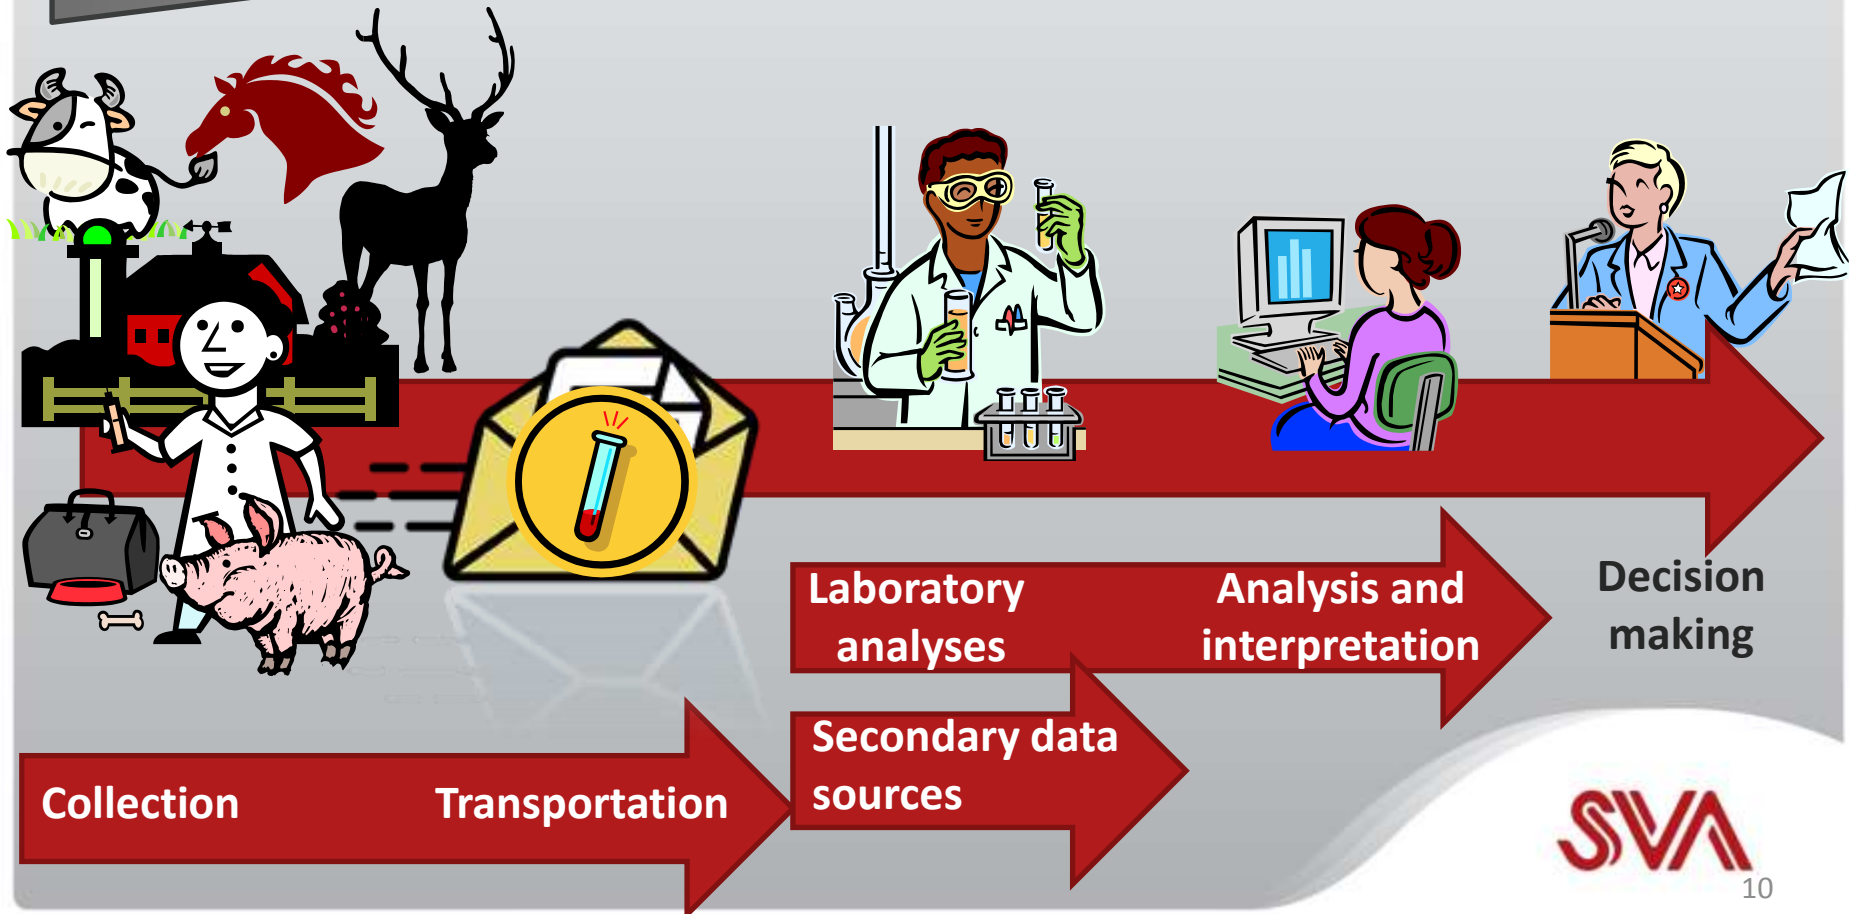 Laboratory
analyses
Analysis and
interpretation
Decision
making
Secondary data
sources
Collection
Transportation
SVA
10